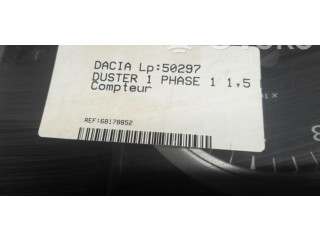 DACIA Lp:50297
DUSTER 1 PHASE 1 1,5
Compteur
REF:68170852